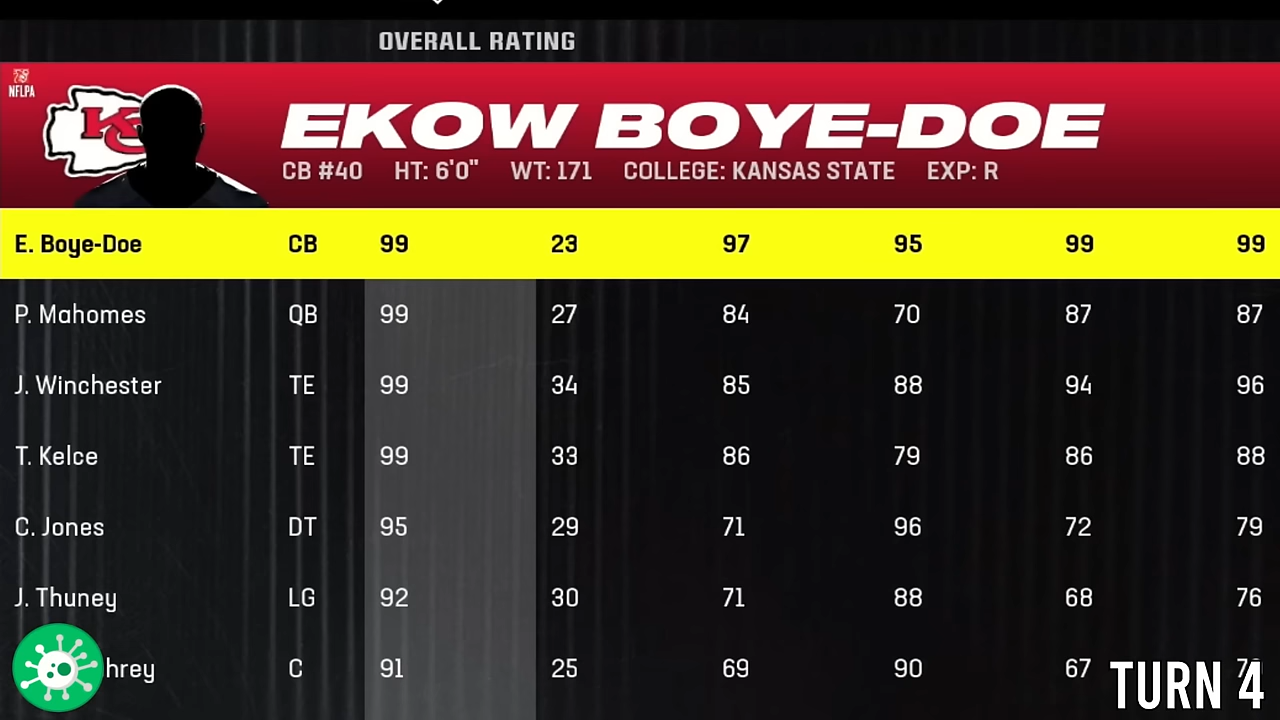 OVERALL RATING
NFLPA
KC
EKOW BOYE-DOE
CB #40 HT: 6'0" WT: 171 COLLEGE: KANSAS STATE EXP: R
E. Boye-Doe CB 99 23 97 95 99 99
P. Mahomes QB 99 27 84 70 87 87
J. Winchester TE 99 34 85 88 94 96
T. Kelce TE 99 33 86 79 86 88
C. Jones DT 95 29 71 96 72 79
J. Thuney LG 92 30 71 88 68 76
hrey C 91 25 69 90 67
TURN 4